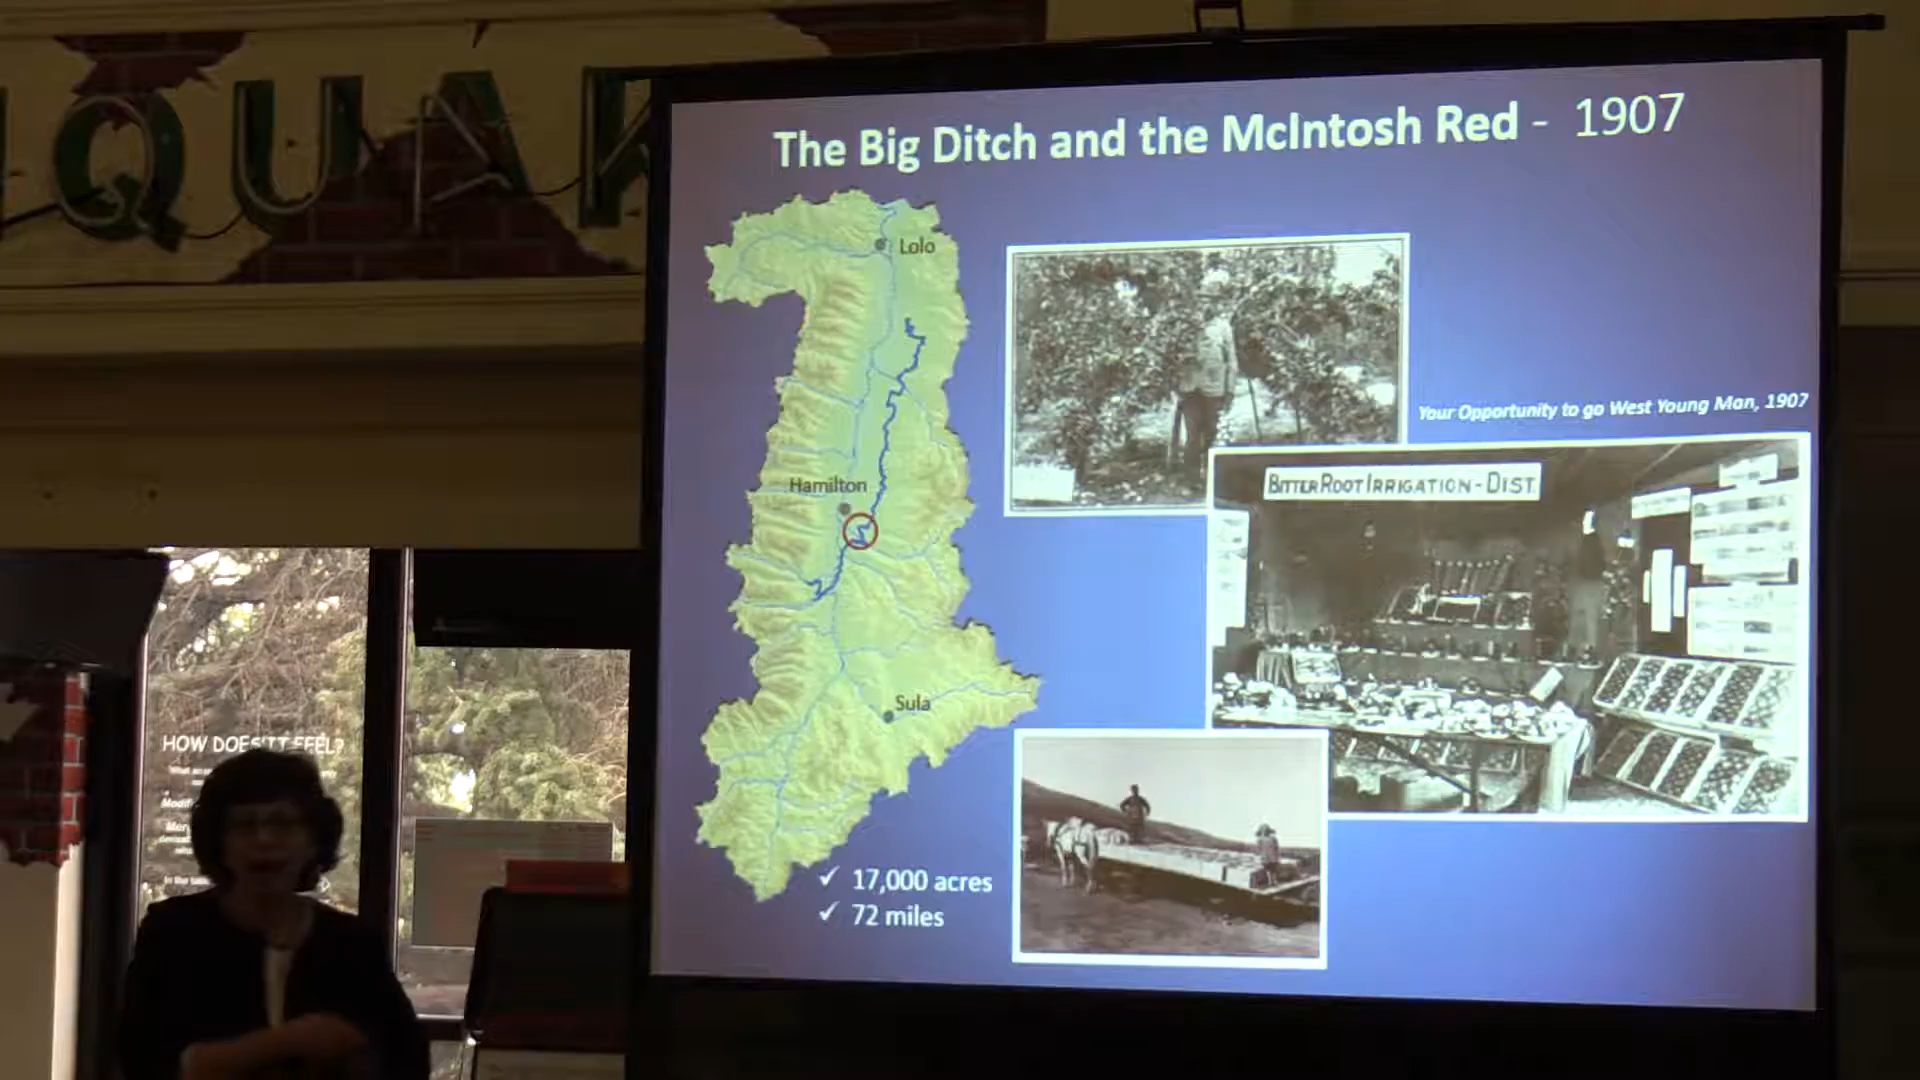 QUAK
The Big Ditch and the McIntosh Red - 1907
Lolo
Your Opportunity to go West Young Man, 1907
BITTER ROOT IRRIGATION-DIST.
Hamilton
Sula
HOW DOES IT FEEL?
✓ 17,000 acres
✓ 72 miles